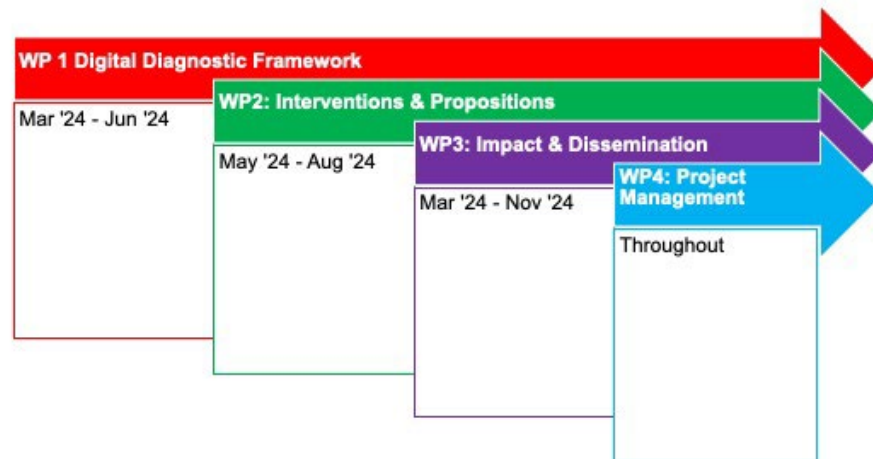 WP 1 Digital Diagnostic Framework
Mar '24 - Jun '24
WP2: Interventions & Propositions
May '24 - Aug '24
WP3: Impact & Dissemination
Mar '24 - Nov '24
WP4: Project
Management
Throughout